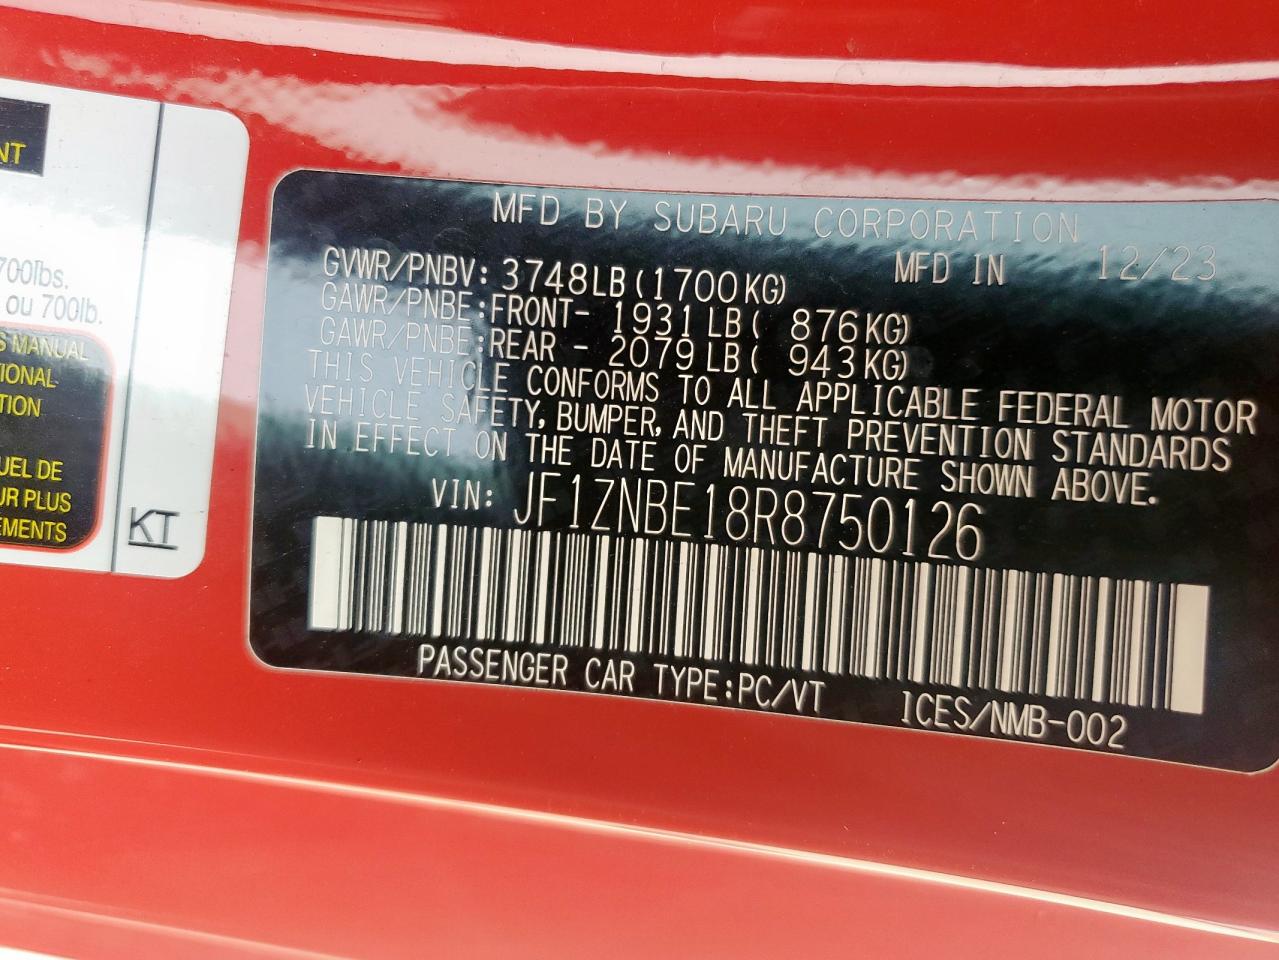 NT
700lbs.
ou 700lb.
S MANUAL
TIONAL
TION
UEL DE
UR PLUS
EMENTS
KT
MFD BY SUBARU CORPORATION
GVWR/PNBV: 3748LB(1700KG) MFD IN 12/23
GAWR/PNBE:FRONT- 1931LB( 876KG)
GAWR/PNBE:REAR - 2079LB( 943KG)
THIS VEHICLE CONFORMS TO ALL APPLICABLE FEDERAL MOTOR
VEHICLE SAFETY, BUMPER, AND THEFT PREVENTION STANDARDS
IN EFFECT ON THE DATE OF MANUFACTURE SHOWN ABOVE.
VIN: JF1ZNBE18R8750126
PASSENGER CAR TYPE:PC/VT ICES/NMB-002